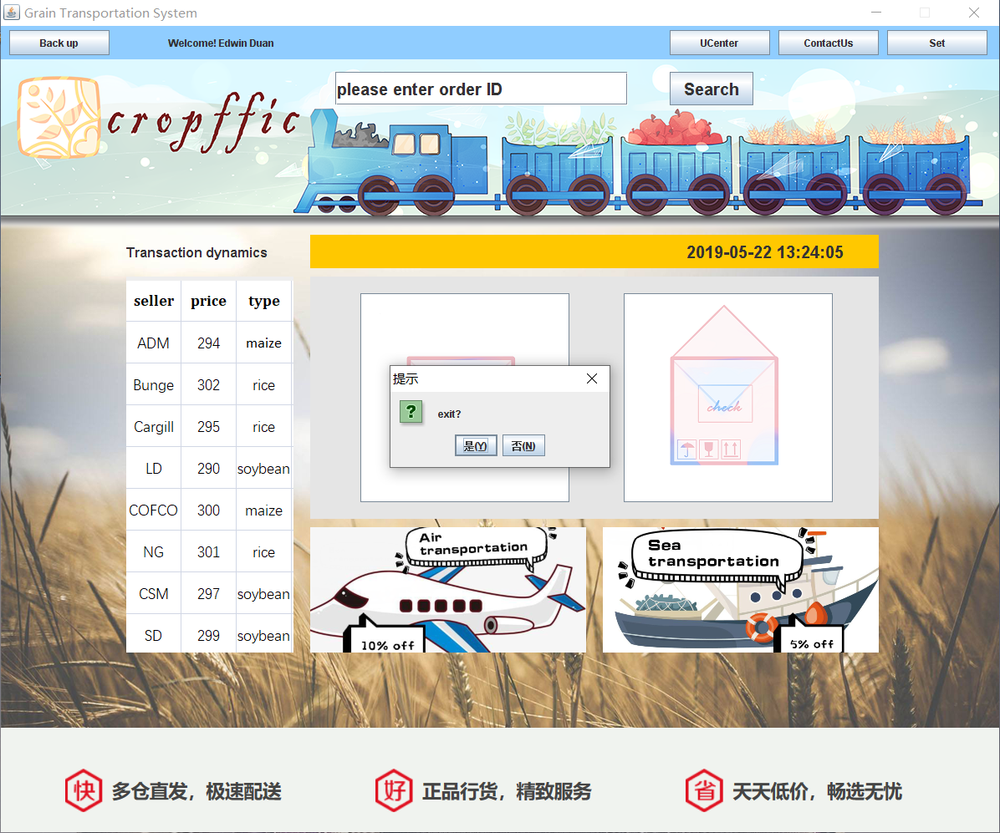 Grain Transportation System
Back up
Welcome! Edwin Duan
UCenter
ContactUs
Set
please enter order ID
Search
cropffic
Transaction dynamics
2019-05-22 13:24:05
seller price type
ADM 294 maize
Bunge 302 rice
Cargill 295 rice
LD 290 soybean
COFCO 300 maize
NG 301 rice
CSM 297 soybean
SD 299 soybean
check
提示
exit?
是(Y)
否(N)
Air
transportation
10% off
Sea
transportation
5% off
快 多仓直发，极速配送
好 正品行货，精致服务
省 天天低价，畅选无忧